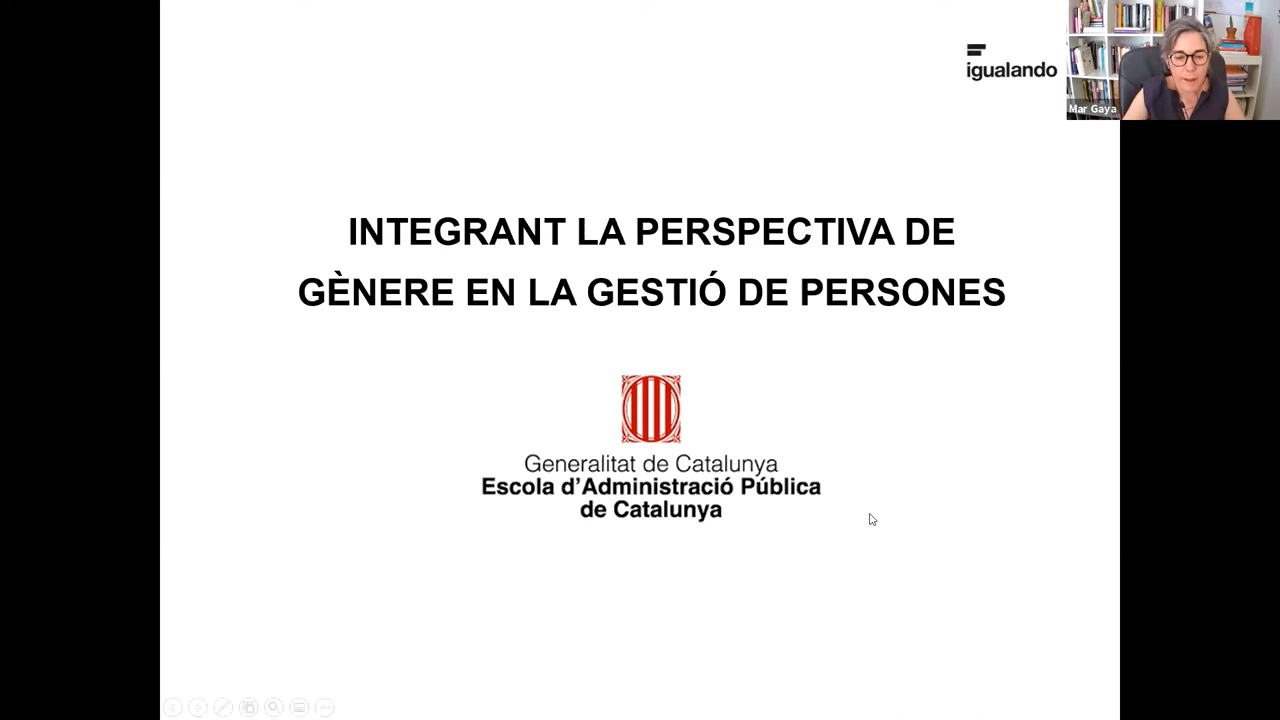 igualando
Mar Gaya
INTEGRANT LA PERSPECTIVA DE
GÈNERE EN LA GESTIÓ DE PERSONES
Generalitat de Catalunya
Escola d'Administració Pública
de Catalunya